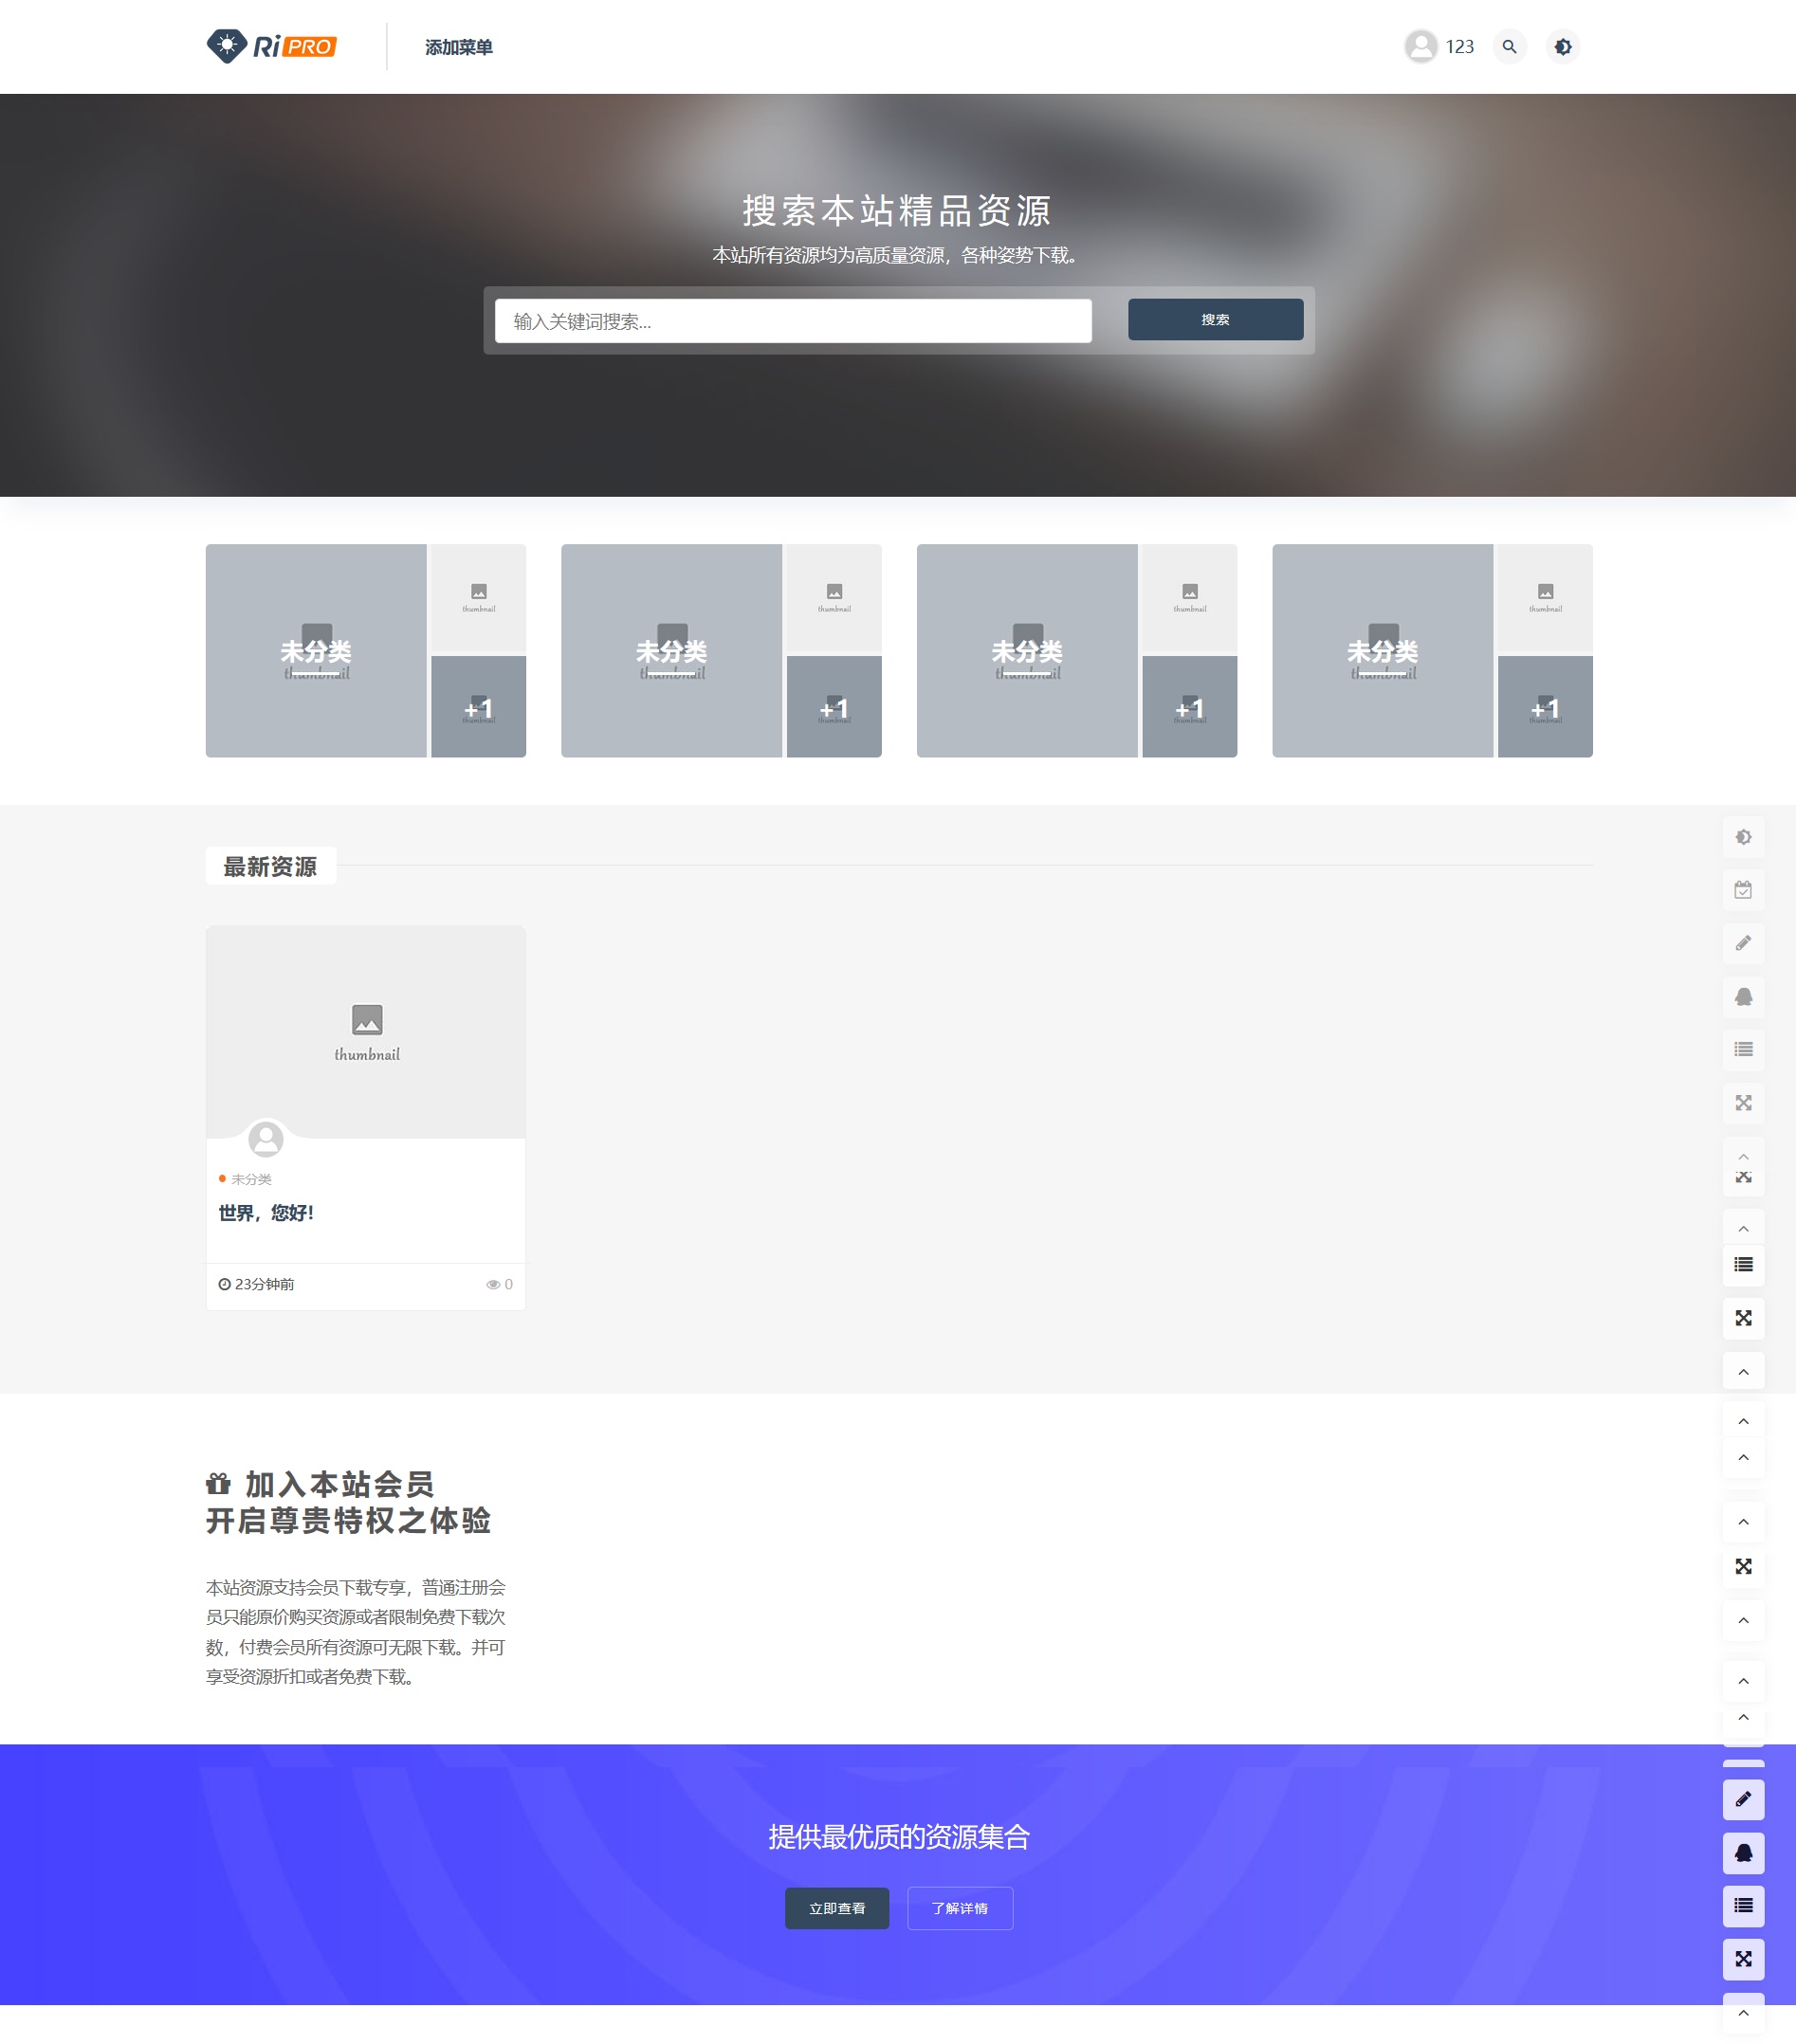 Ri PRO
添加菜单
123
搜索本站精品资源
本站所有资源均为高质量资源，各种姿势下载。
输入关键词搜索...
搜索
未分类
thumbnail
thumbnail
+1
thumbnail
未分类
thumbnail
thumbnail
+1
thumbnail
未分类
thumbnail
thumbnail
+1
thumbnail
未分类
thumbnail
thumbnail
+1
thumbnail
最新资源
thumbnail
未分类
世界，您好！
23分钟前
0
加入本站会员
开启尊贵特权之体验
本站资源支持会员下载专享，普通注册会
员只能原价购买资源或者限制免费下载次
数，付费会员所有资源可无限下载。并可
享受资源折扣或者免费下载。
提供最优质的资源集合
立即查看
了解详情